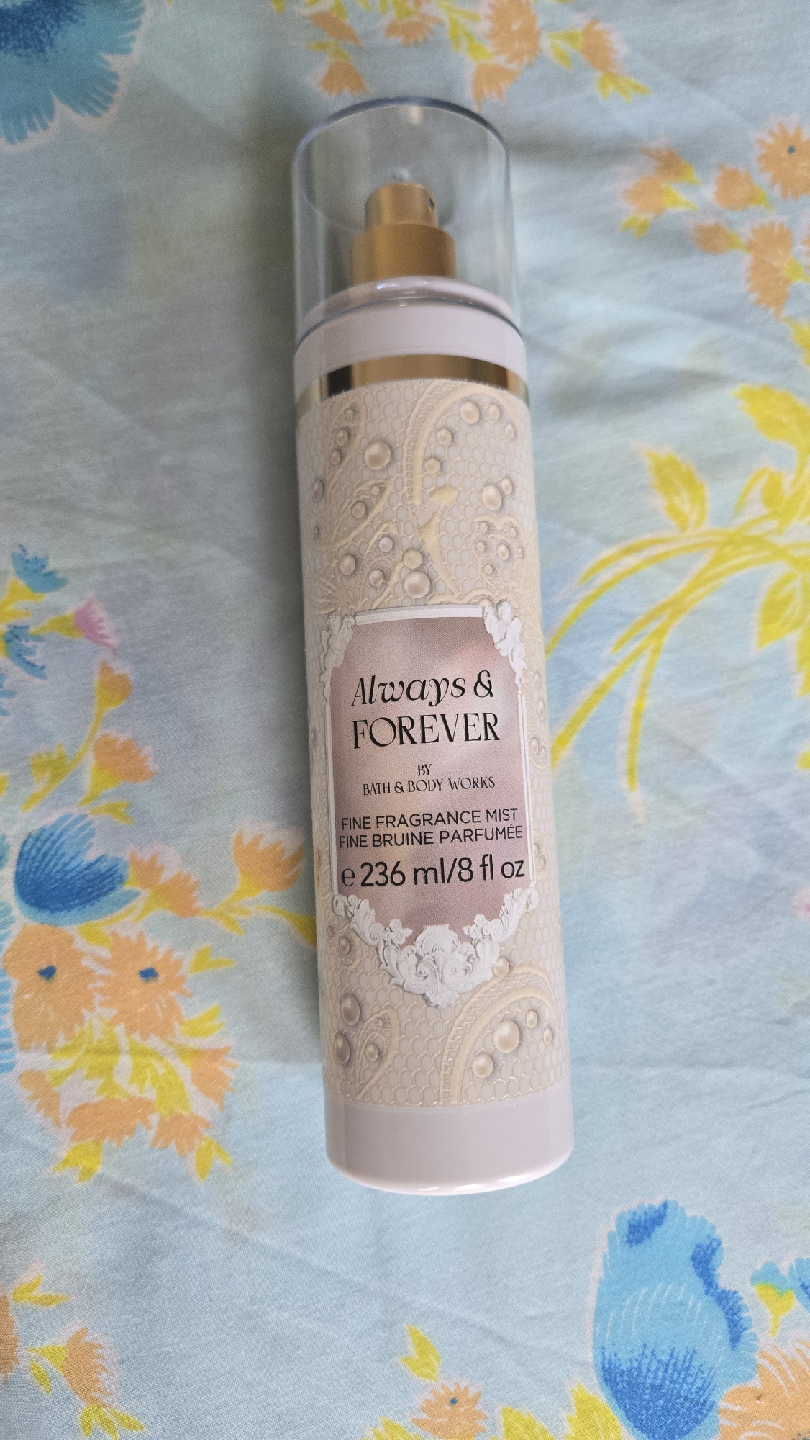 Always &
FOREVER
BY
BATH & BODY WORKS
FINE FRAGRANCE MIST
FINE BRUINE PARFUMÉE
℮ 236 ml/8 fl oz